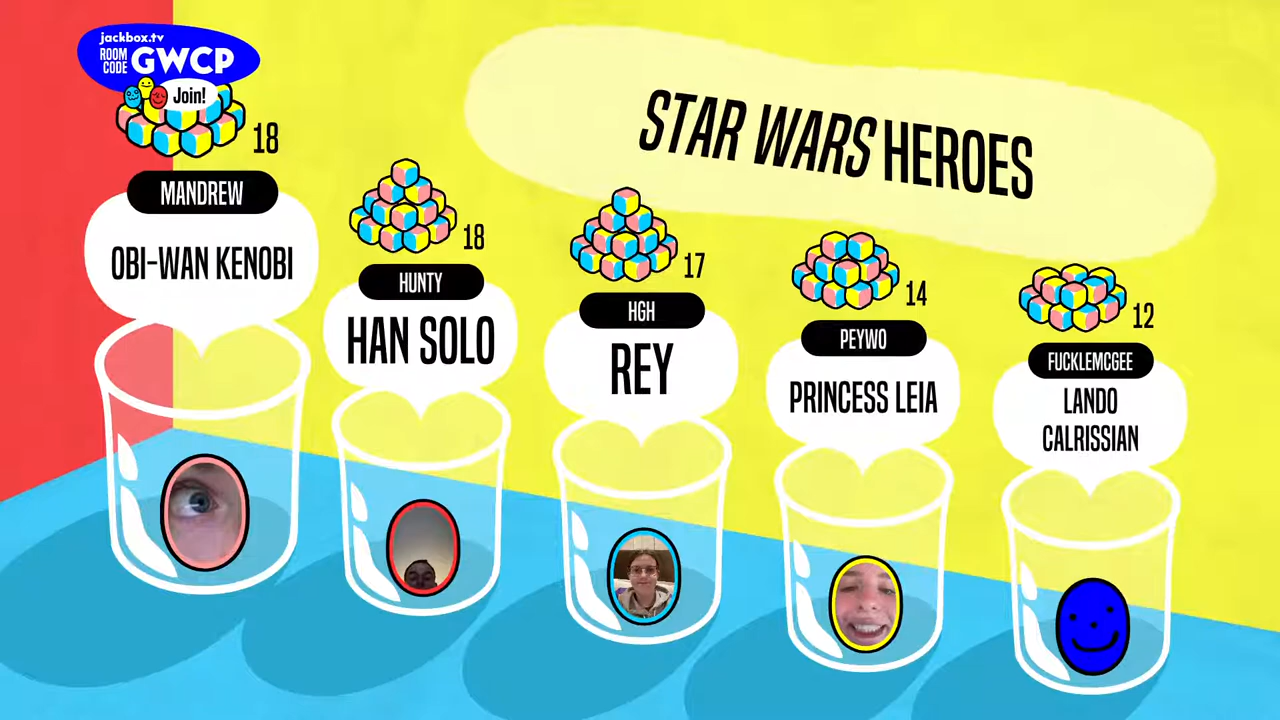 jackbox.tv
ROOM
CODE
GWCP
Join!
STAR WARS HEROES
18
MANDREW
OBI-WAN KENOBI
18
HUNTY
HAN SOLO
17
HGH
REY
14
PEYWO
PRINCESS LEIA
12
FUCKLEMCGEE
LANDO
CALRISSIAN